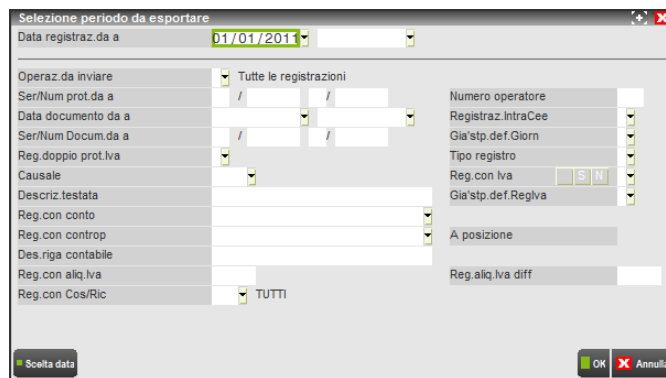 Selezione periodo da esportare
Data registraz.da a 01/01/2011
Operaz.da inviare Tutte le registrazioni
Ser/Num prot.da a / / Numero operatore
Data documento da a Registraz.IntraCee
Ser/Num Docum.da a / / Gia'stp.def.Giorn
Reg.doppio prot.Iva Tipo registro
Causale Reg.con Iva S N
Descriz.testata Gia'stp.def.RegIva
Reg.con conto
Reg.con controp A posizione
Des.riga contabile
Reg.con aliq.Iva Reg.aliq.Iva diff
Reg.con Cos/Ric TUTTI
Scelta data OK X Annulla